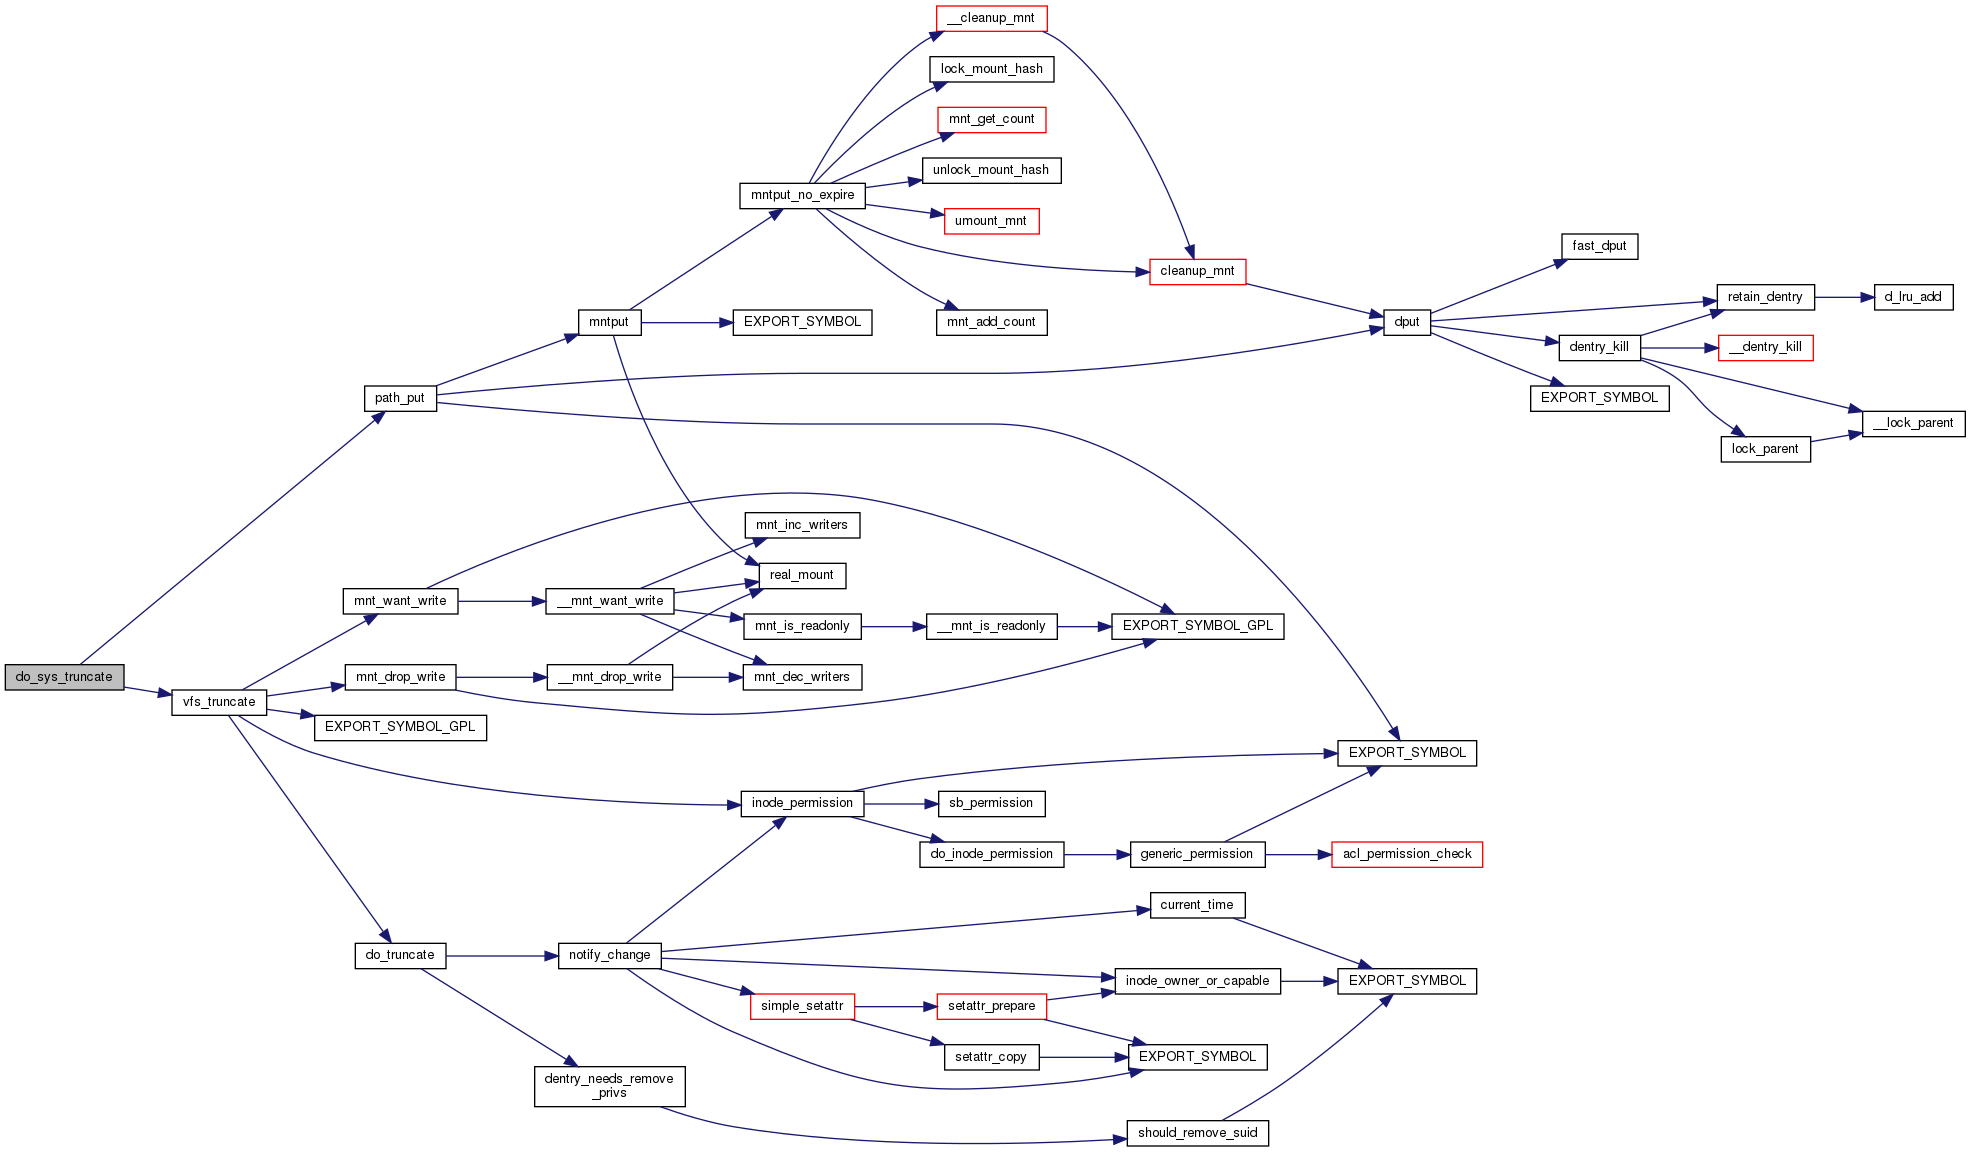 __cleanup_mnt
lock_mount_hash
mnt_get_count
unlock_mount_hash
mntput_no_expire
umount_mnt
fast_dput
cleanup_mnt
retain_dentry
d_lru_add
mntput
EXPORT_SYMBOL
mnt_add_count
dput
dentry_kill
__dentry_kill
path_put
EXPORT_SYMBOL
__lock_parent
lock_parent
mnt_inc_writers
real_mount
mnt_want_write
__mnt_want_write
mnt_is_readonly
__mnt_is_readonly
EXPORT_SYMBOL_GPL
do_sys_truncate
mnt_drop_write
__mnt_drop_write
mnt_dec_writers
vfs_truncate
EXPORT_SYMBOL_GPL
EXPORT_SYMBOL
inode_permission
sb_permission
do_inode_permission
generic_permission
acl_permission_check
current_time
do_truncate
notify_change
inode_owner_or_capable
EXPORT_SYMBOL
simple_setattr
setattr_prepare
setattr_copy
EXPORT_SYMBOL
dentry_needs_remove
_privs
should_remove_suid